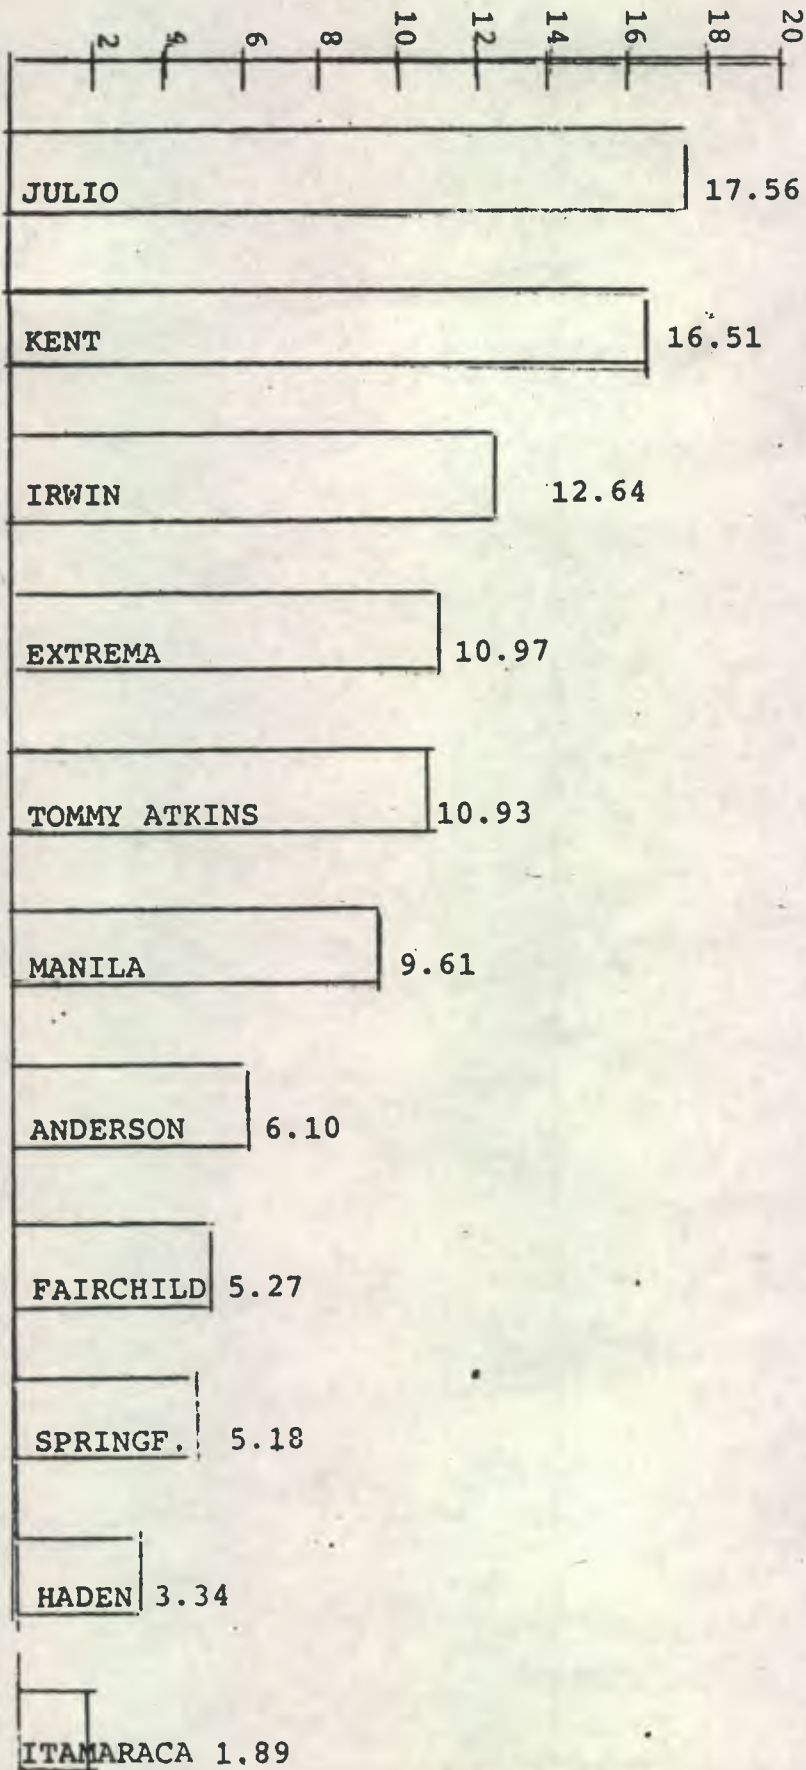 2 4 6 8 10 12 14 16 18 20
JULIO 17.56
KENT 16.51
IRWIN 12.64
EXTREMA 10.97
TOMMY ATKINS 10.93
MANILA 9.61
ANDERSON 6.10
FAIRCHILD 5.27
SPRINGF. 5.18
HADEN 3.34
ITAMARACA 1.89